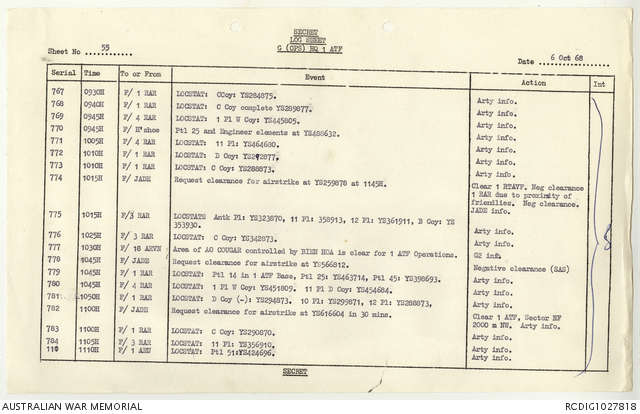 SECRET
LOG SHEET
G (OPS) HQ 1 ATF
Sheet No 55
Date 6 Oct 68
Serial Time To or From Event Action Int
767 0930H F/ 1 RAR LOCSTAT: CCoy: YS284875. Arty info.
768 0940H F/ 1 RAR LOCSTAT: C Coy complete YS289877. Arty info.
769 0945H F/ 4 RAR LOCSTAT: 1 Pl W Coy: YS445805. Arty info.
770 0945H F/ H'shoe Ptl 25 and Engineer elements at YS488632. Arty info.
771 1005H F/ 4 RAR LOCSTAT: 11 Pl: YS464680. Arty info.
772 1010H F/ 1 RAR LOCSTAT: D Coy: YS292877. Arty info.
773 1010H F/ 1 RAR LOCSTAT: C Coy: YS288873. Arty info.
774 1015H F/ JADE Request clearance for airstrike at YS259878 at 1145H. Clear 1 RTAVF. Neg clearance
1 RAR due to proximity of
friendlies. Neg clearance.
JADE info.
775 1015H F/3 RAR LOCSTATS: Antk Pl: YS323870, 11 Pl: 358913, 12 Pl: YS361911, B Coy: YS
353930. Arty info.
776 1025H F/ 3 RAR LOCSTAT: C Coy: YS342873. Arty info.
777 1030H F/ 18 ARVN Area of AO COUGAR controlled by BIEN HOA is clear for 1 ATF Operations. G2 inf.
778 1045H F/ JADE Request clearance for airstrike at YS566812. Negative clearance (SAS)
779 1045H F/ 1 RAR LOCSTAT: Ptl 14 in 1 ATF Base, Ptl 25: YS463714, Ptl 45: YS398693. Arty info.
780 1045H F/ 4 RAR LOCSTAT: 1 Pl W Coy: YS451809. 11 Pl D Coy: YS454684. Arty info.
781 1050H F/ 1 RAR LOCSTAT: D Coy (-): YS294873, 10 Pl: YS299871, 12 Pl: YS288873, Arty info.
782 1100H F/ JADE Request clearance for airstrike at YS616604 in 30 mins. Clear 1 ATF, Sector NF
2000 m NW. Arty info.
783 1100H F/ 1 RAR LOCSTAT: C Coy: YS290870. Arty info.
784 1105H F/ 3 RAR LOCSTAT: 11 Pl: YS356910. Arty info.
1110H F/ 1 LOCSTAT: Ptl 51: YS424696. Arty info.
SECRET
AUSTRALIAN WAR MEMORIAL RCDIG1027818